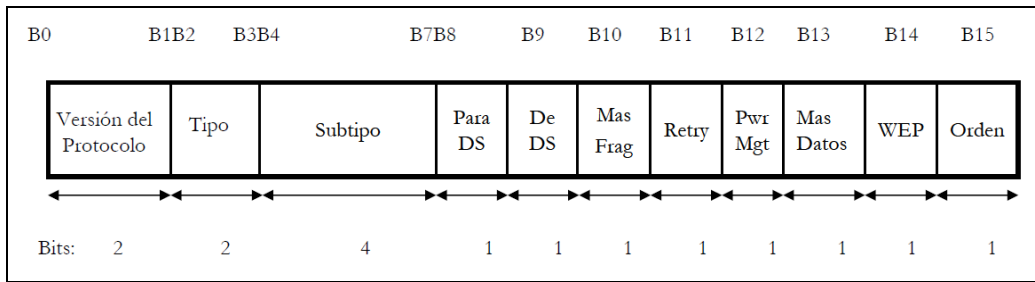 B0 B1B2 B3B4 B7B8 B9 B10 B11 B12 B13 B14 B15
Versión del
Protocolo
Tipo
Subtipo
Para
DS
De
DS
Mas
Frag
Retry
Pwr
Mgt
Mas
Datos
WEP
Orden
Bits: 2 2 4 1 1 1 1 1 1 1 1